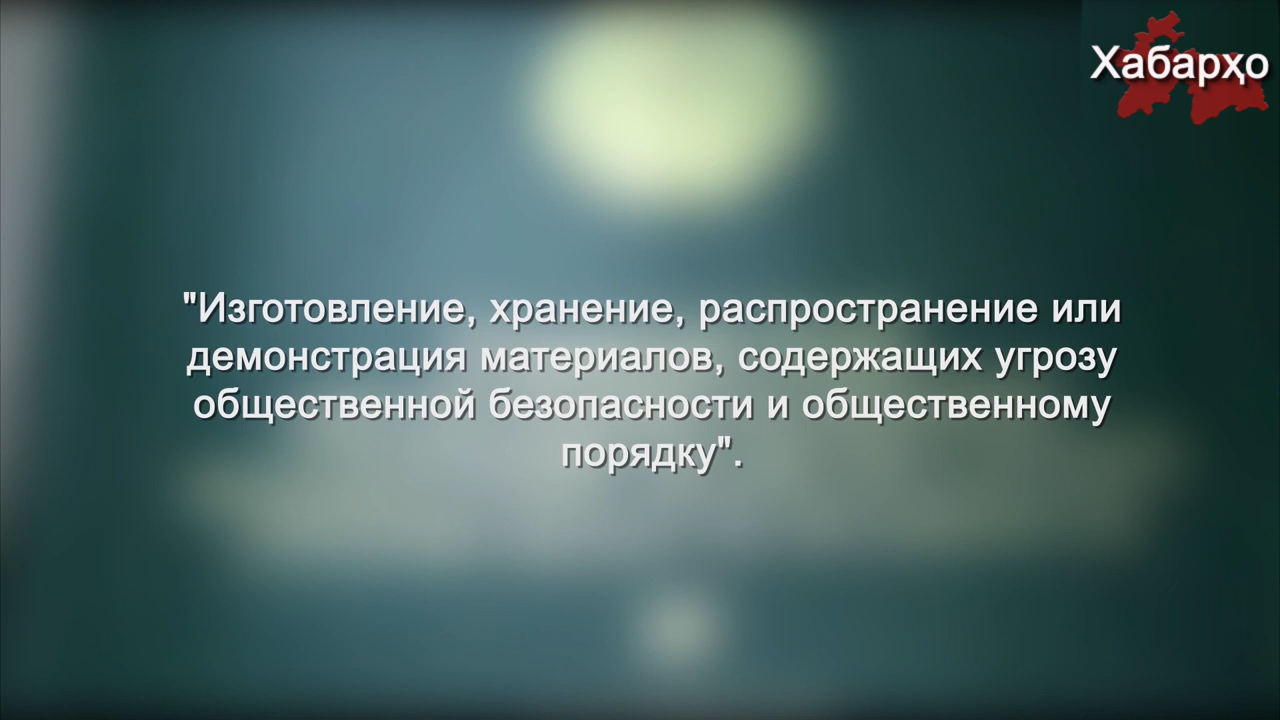 Хабарҳо
"Изготовление, хранение, распространение или
демонстрация материалов, содержащих угрозу
общественной безопасности и общественному
порядку".